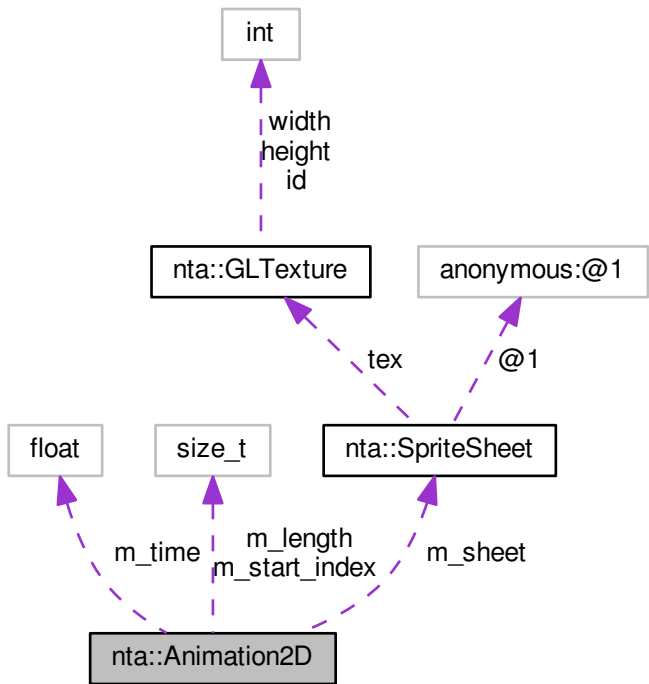 int
width
height
id
nta::GLTexture
anonymous:@1
tex
@1
float
size_t
nta::SpriteSheet
m_time
m_length
m_start_index
m_sheet
nta::Animation2D